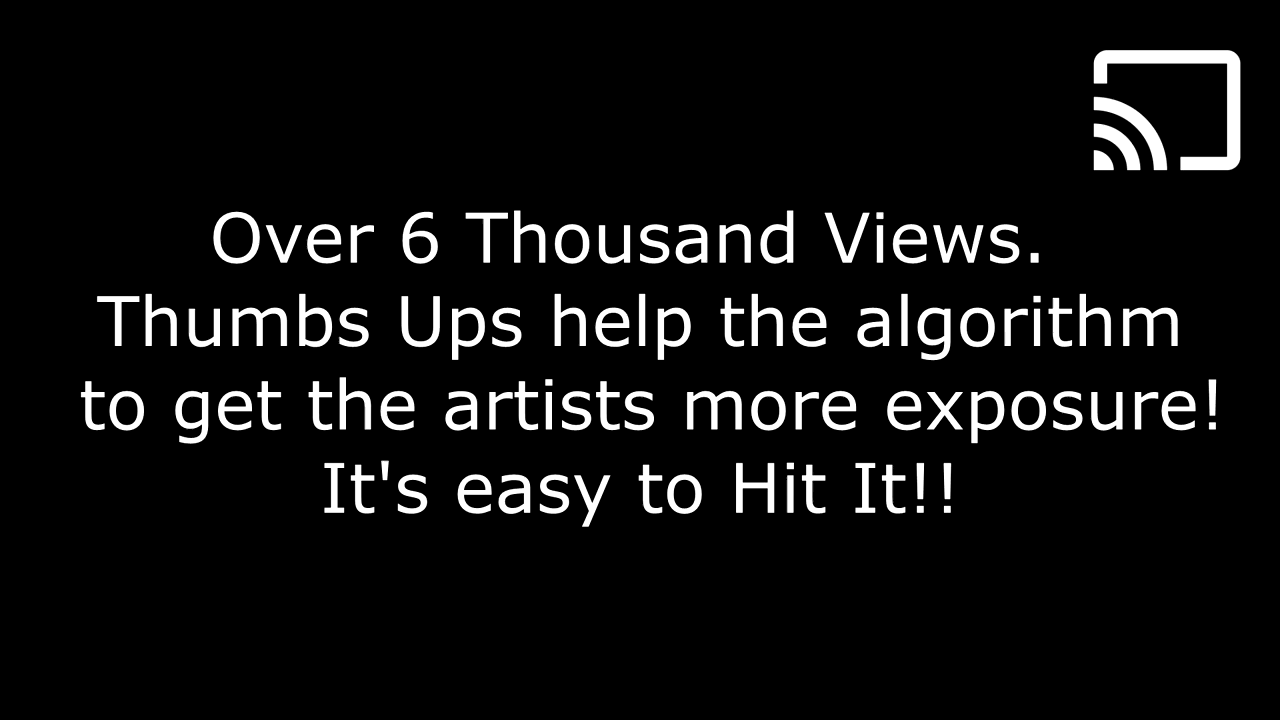 Over 6 Thousand Views.
Thumbs Ups help the algorithm
to get the artists more exposure!
It's easy to Hit It!!